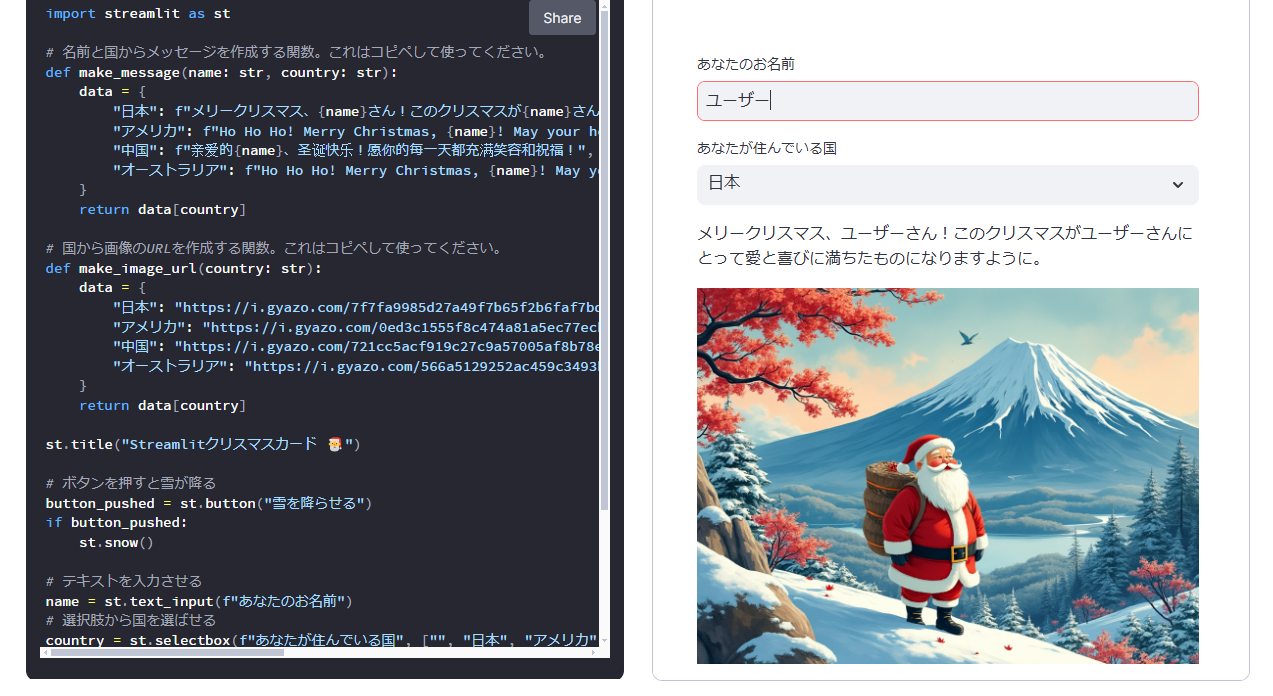 import streamlit as st
Share
# 名前と国からメッセージを作成する関数。これはコピペして使ってください。
def make_message(name: str, country: str):
    data = {
        "日本": f"メリークリスマス、{name}さん！このクリスマスが{name}さん
        "アメリカ": f"Ho Ho Ho! Merry Christmas, {name}! May your
        "中国": f"亲爱的{name}、圣诞快乐！愿你的每一天都充满笑容和祝福！",
        "オーストラリア": f"Ho Ho Ho! Merry Christmas, {name}! May
    }
    return data[country]
# 国から画像のURLを作成する関数。これはコピペして使ってください。
def make_image_url(country: str):
    data = {
        "日本": "https://i.gyazo.com/7f7fa9985d27a49f7b65f2b6faf7b
        "アメリカ": "https://i.gyazo.com/0ed3c1555f8c474a81a5ec77ec
        "中国": "https://i.gyazo.com/721cc5acf919c27c9a57005af8b78
        "オーストラリア": "https://i.gyazo.com/566a5129252ac459c3493
    }
    return data[country]
st.title("Streamlitクリスマスカード 🎅")
# ボタンを押すと雪が降る
button_pushed = st.button("雪を降らせる")
if button_pushed:
    st.snow()
# テキストを入力させる
name = st.text_input(f"あなたのお名前")
# 選択肢から国を選ばせる
country = st.selectbox(f"あなたが住んでいる国", ["", "日本", "アメリカ"
あなたのお名前
ユーザー
あなたが住んでいる国
日本
メリークリスマス、ユーザーさん！このクリスマスがユーザーさんに
とって愛と喜びに満ちたものになりますように。